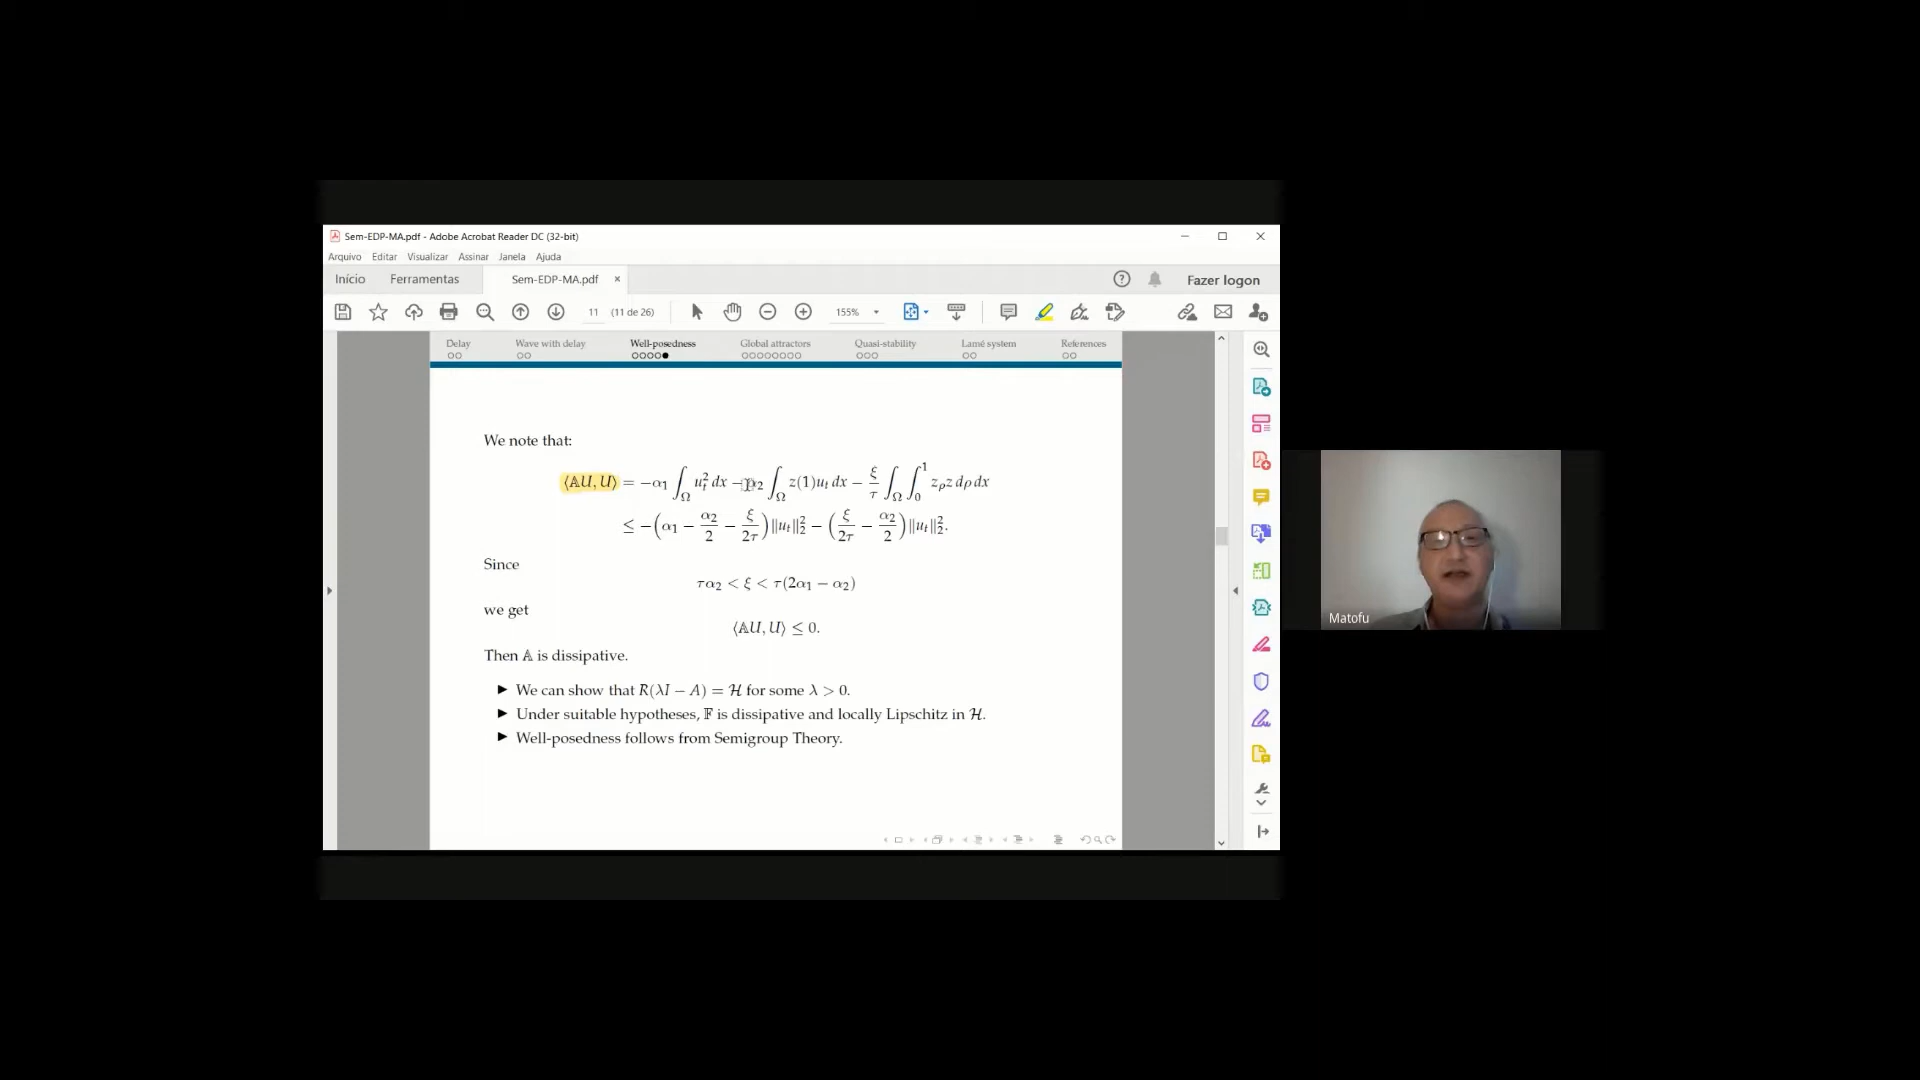 Sem-EDP-MA.pdf - Adobe Acrobat Reader DC (32-bit)
Arquivo Editar Visualizar Assinar Janela Ajuda
Início Ferramentas Sem-EDP-MA.pdf × Fazer logon
11 (11 de 26) 155%
Delay Wave with delay Well-posedness Global attractors Quasi-stability Lamé system References
We note that:
⟨𝔸U, U⟩ = −α₁ ∫_Ω u_t² dx − α₂ ∫_Ω z(1)u_t dx − ξ/τ ∫_Ω ∫₀¹ z_ρ z dρ dx
≤ −(α₁ − α₂/2 − ξ/2τ)‖u_t‖₂² − (ξ/2τ − α₂/2)‖u_t‖₂².
Since
τα₂ < ξ < τ(2α₁ − α₂)
we get
⟨𝔸U, U⟩ ≤ 0.
Then 𝔸 is dissipative.
▶ We can show that R(λI − A) = ℋ for some λ > 0.
▶ Under suitable hypotheses, 𝔽 is dissipative and locally Lipschitz in ℋ.
▶ Well-posedness follows from Semigroup Theory.
Matofu